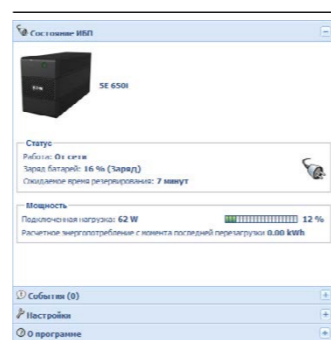 Состояние ИБП
EATON
5E 650i
Статус
Работа: От сети
Заряд батарей: 16 % (Заряд)
Ожидаемое время резервирования: 7 минут
Мощность
Подключенная нагрузка: 62 W 12 %
Расчетное энергопотребление с момента последней перезагрузки 0.00 kWh
События (0)
Настройки
О программе